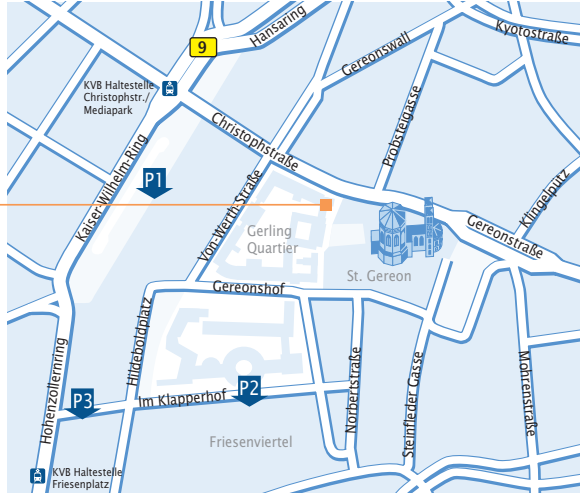 Hansaring
Kyotostraße
9
Gereonswall
KVB Haltestelle
Christophstr./
Mediapark
Christophstraße
Probsteigasse
P1
Kaiser-Wilhelm-Ring
Von-Werth-Straße
Klingelpütz
Gereonstraße
Gerling
Quartier
St. Gereon
Gereonshof
Hildeboldplatz
Hohenzollernring
P3
Im Klapperhof
P2
Norbertstraße
Steinfleder Gasse
Mohrenstraße
Friesenviertel
KVB Haltestelle
Friesenplatz